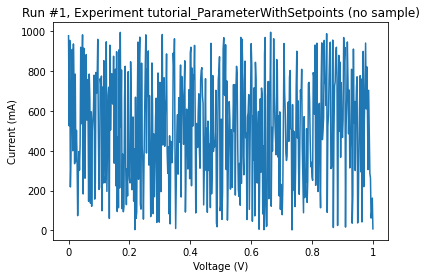 Run #1, Experiment tutorial_ParameterWithSetpoints (no sample)
1000
800
600
400
200
0
Current (mA)
0 0.2 0.4 0.6 0.8 1
Voltage (V)